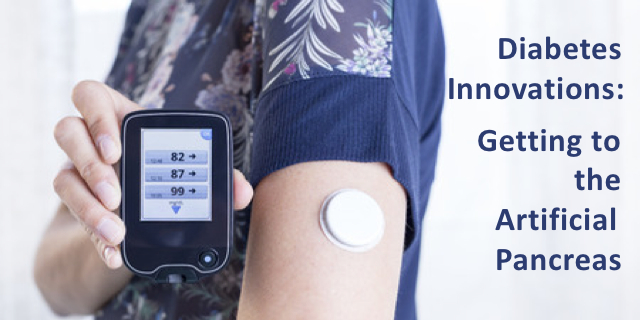 Diabetes
Innovations:
Getting to
the
Artificial
Pancreas
82 →
87 →
99 →